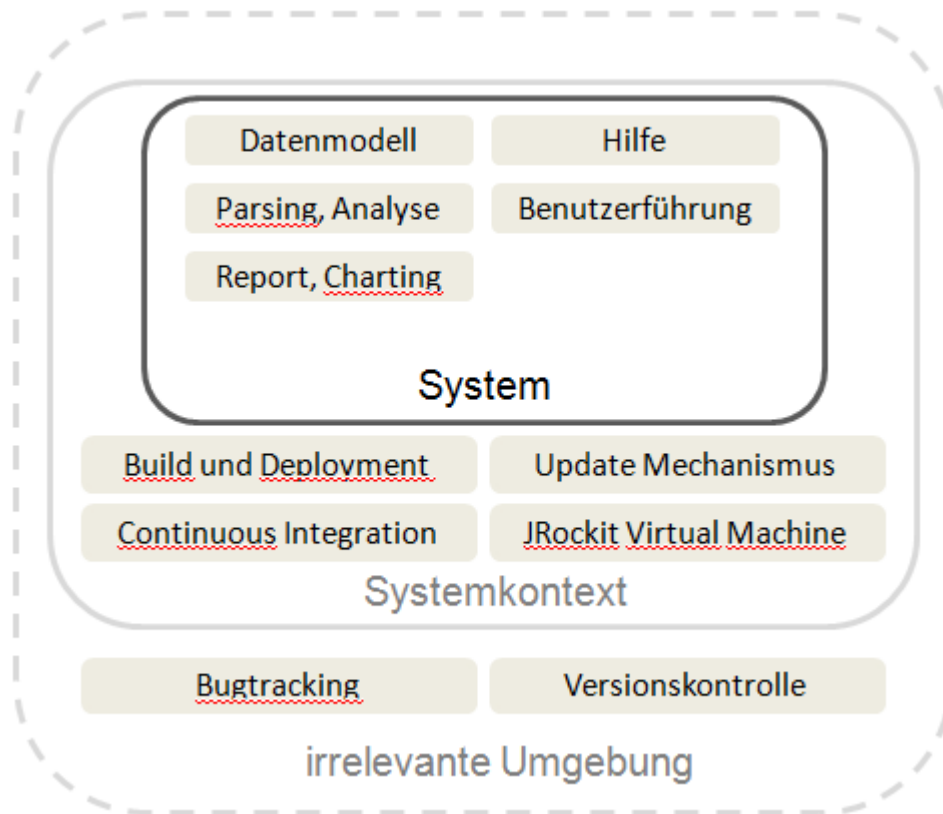 Datenmodell
Hilfe
Parsing, Analyse
Benutzerführung
Report, Charting
System
Build und Deployment
Update Mechanismus
Continuous Integration
JRockit Virtual Machine
Systemkontext
Bugtracking
Versionskontrolle
irrelevante Umgebung